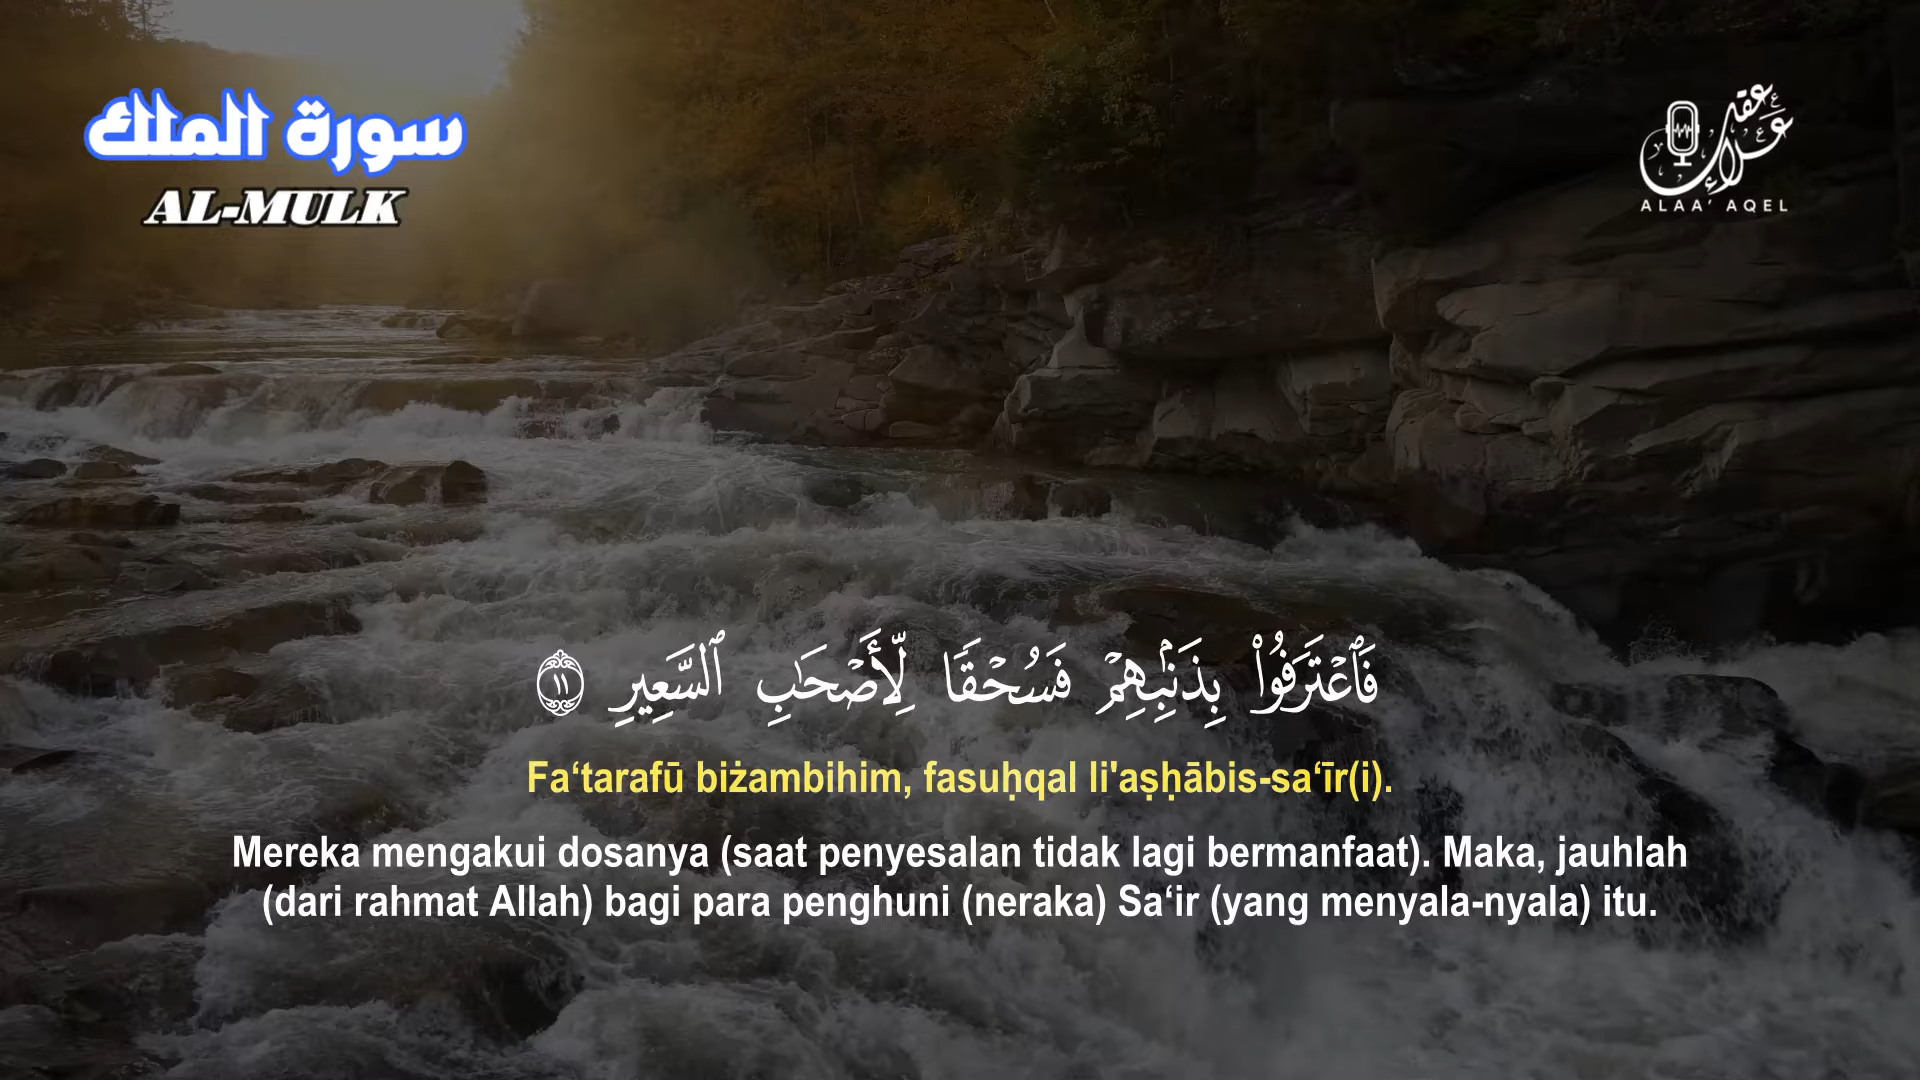 سورة الملك
AL-MULK
علاء عقل
ALAA' AQEL
فَٱعْتَرَفُوا۟ بِذَنۢبِهِمْ فَسُحْقًا لِّأَصْحَـٰبِ ٱلسَّعِيرِ ١١
Fa‘tarafū biżambihim, fasuḥqal li'aṣḥābis-sa‘īr(i).
Mereka mengakui dosanya (saat penyesalan tidak lagi bermanfaat). Maka, jauhlah
(dari rahmat Allah) bagi para penghuni (neraka) Sa‘ir (yang menyala-nyala) itu.